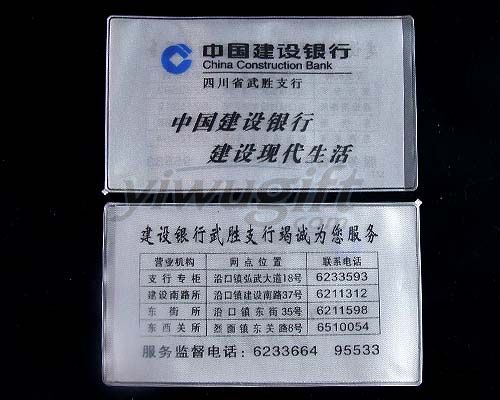 中国建设银行
China Construction Bank
四川省武胜支行
中国建设银行
建设现代生活
yiwugift.com
建设银行武胜支行竭诚为您服务
营业机构 网点位置 联系电话
支行专柜 沿口镇弘武大道18号 6233593
建设南路所 沿口镇建设南路37号 6211312
东街所 沿口镇东街35号 6211598
东西关所 烈面镇东关路6号 6510054
服务监督电话：6233664 95533